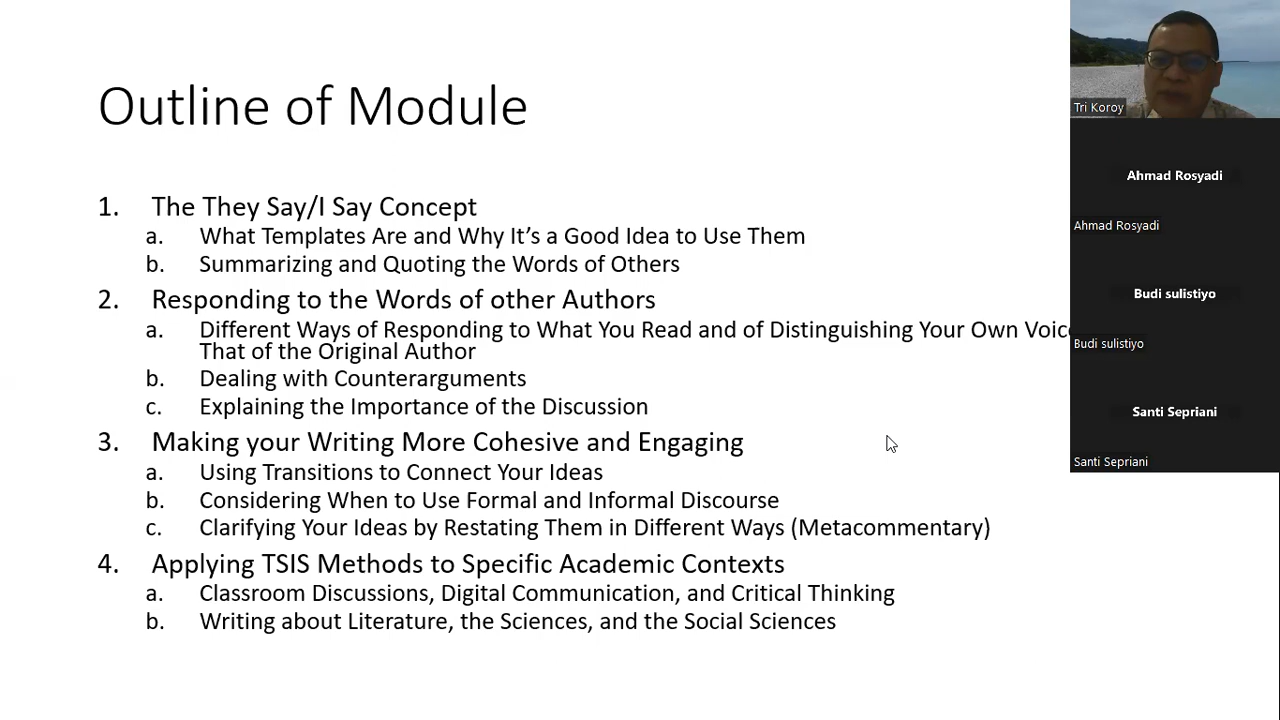 Outline of Module
1. The They Say/I Say Concept
a. What Templates Are and Why It’s a Good Idea to Use Them
b. Summarizing and Quoting the Words of Others
2. Responding to the Words of other Authors
a. Different Ways of Responding to What You Read and of Distinguishing Your Own
That of the Original Author
b. Dealing with Counterarguments
c. Explaining the Importance of the Discussion
3. Making your Writing More Cohesive and Engaging
a. Using Transitions to Connect Your Ideas
b. Considering When to Use Formal and Informal Discourse
c. Clarifying Your Ideas by Restating Them in Different Ways (Metacommentary)
4. Applying TSIS Methods to Specific Academic Contexts
a. Classroom Discussions, Digital Communication, and Critical Thinking
b. Writing about Literature, the Sciences, and the Social Sciences
Tri Koroy
Ahmad Rosyadi
Ahmad Rosyadi
Budi sulistiyo
Budi sulistiyo
Santi Sepriani
Santi Sepriani